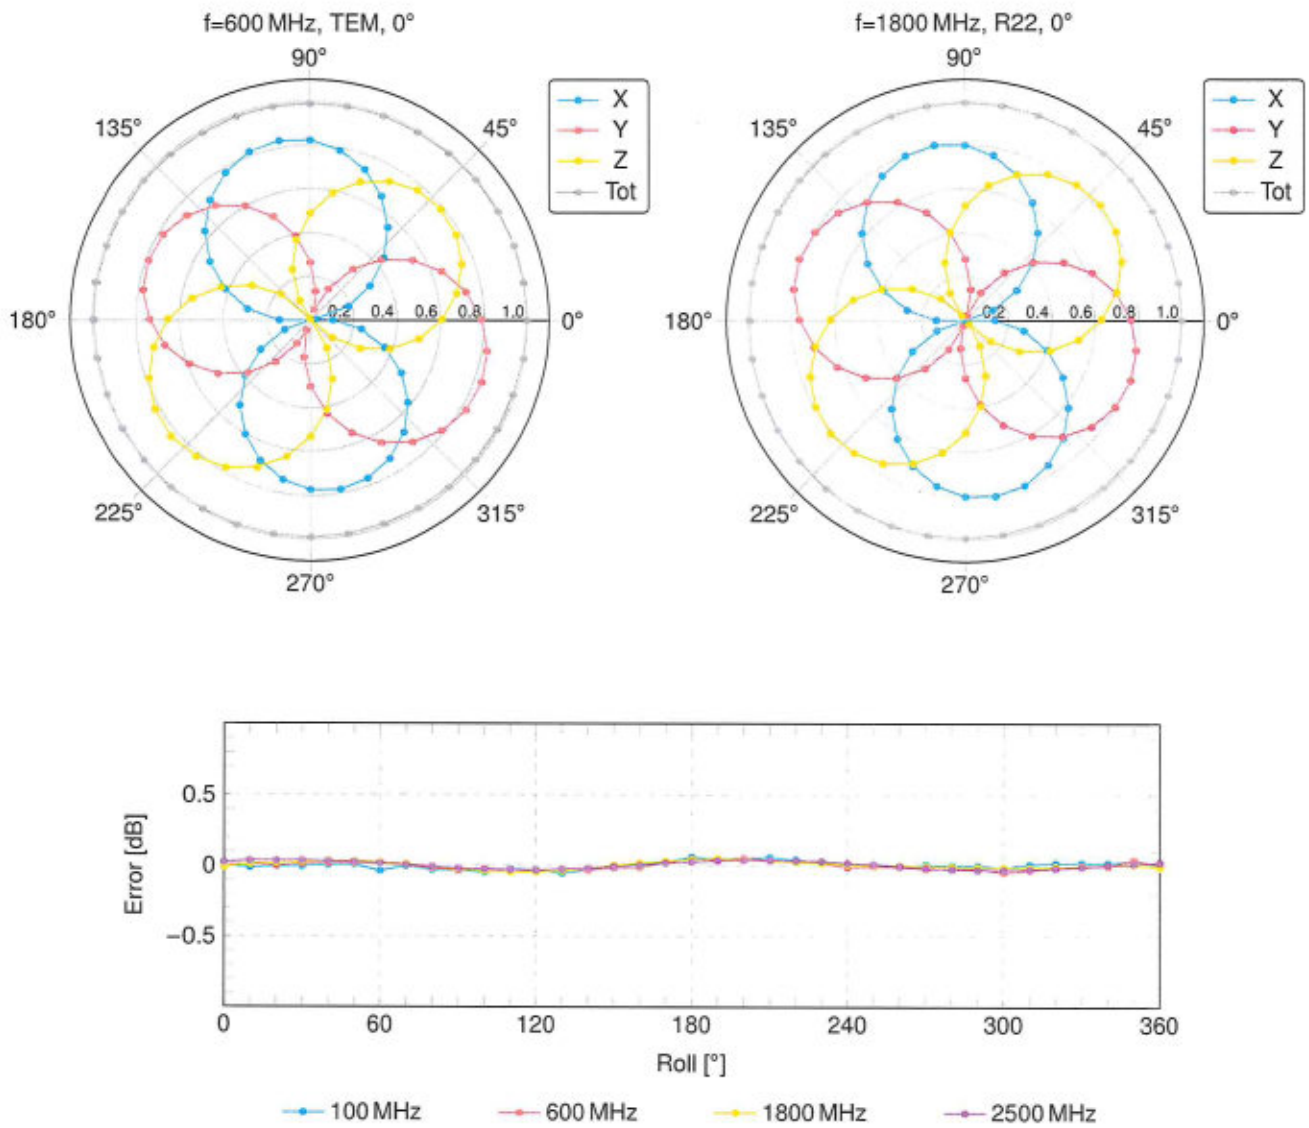 f=600 MHz, TEM, 0°
90°
135°
45°
X
Y
Z
Tot
180°
0.2 0.4 0.6 0.8 1.0
0°
225°
315°
270°
f=1800 MHz, R22, 0°
90°
135°
45°
X
Y
Z
Tot
180°
0.2 0.4 0.6 0.8 1.0
0°
225°
315°
270°
Error [dB]
0.5
0
−0.5
0 60 120 180 240 300 360
Roll [°]
100 MHz 600 MHz 1800 MHz 2500 MHz